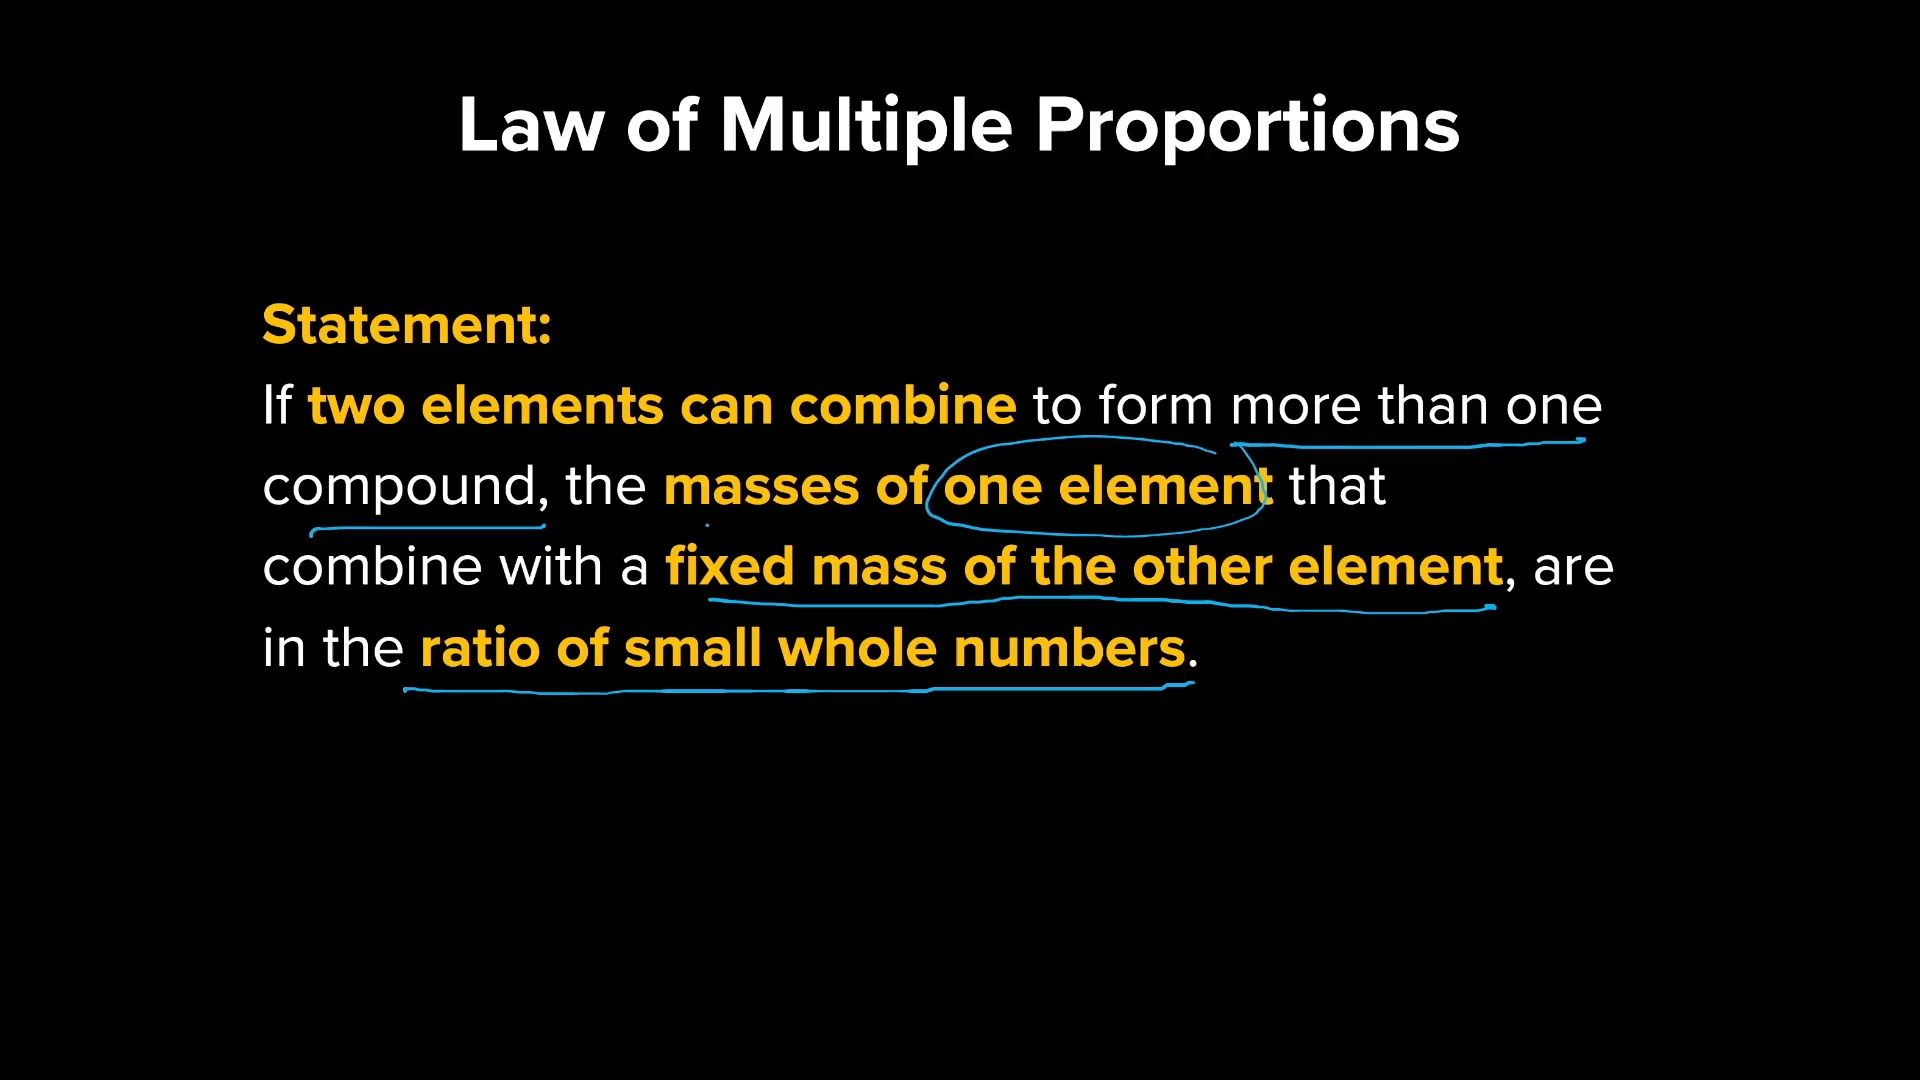 Law of Multiple Proportions
Statement:
If two elements can combine to form more than one
compound, the masses of one element that
combine with a fixed mass of the other element, are
in the ratio of small whole numbers.